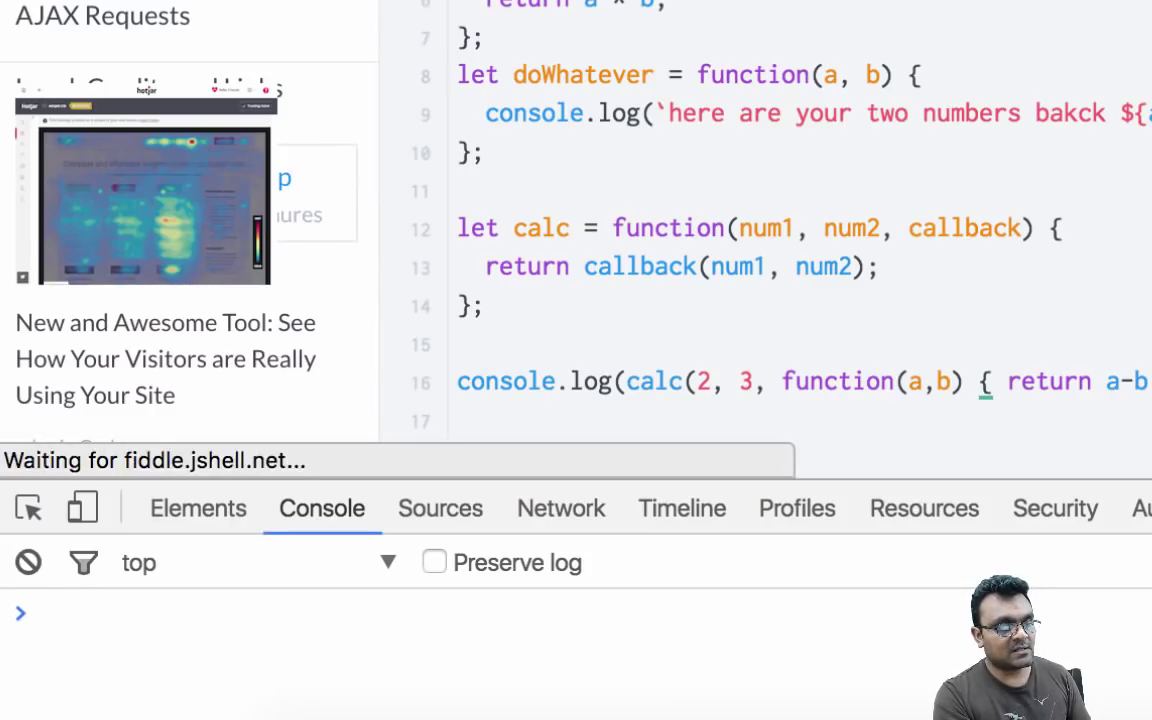 AJAX Requests
hotjar
p
ures
New and Awesome Tool: See
How Your Visitors are Really
Using Your Site
6 return a * b;
7 };
8 let doWhatever = function(a, b) {
9 console.log(`here are your two numbers bakck ${a
10 };
11
12 let calc = function(num1, num2, callback) {
13 return callback(num1, num2);
14 };
15
16 console.log(calc(2, 3, function(a,b) { return a-b
17
Waiting for fiddle.jshell.net...
Elements Console Sources Network Timeline Profiles Resources Security Au
top Preserve log